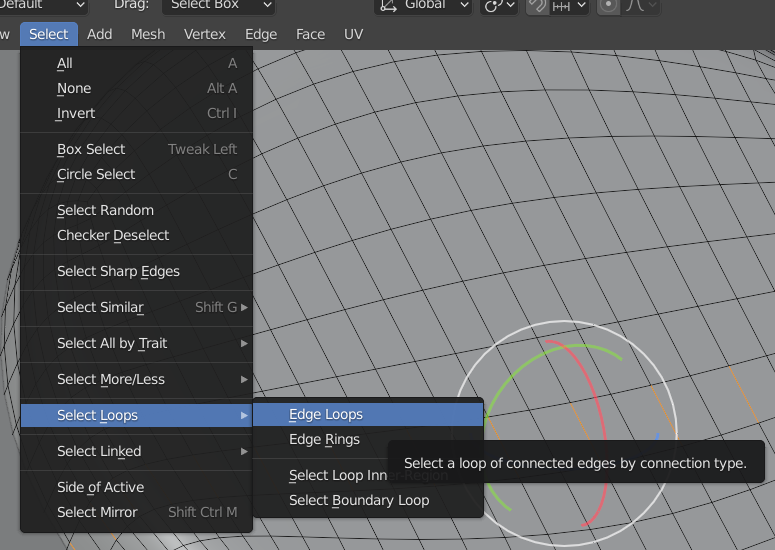 Default Drag: Select Box Global
w Select Add Mesh Vertex Edge Face UV
All A
None Alt A
Invert Ctrl I
Box Select Tweak Left
Circle Select C
Select Random
Checker Deselect
Select Sharp Edges
Select Similar Shift G
Select All by Trait
Select More/Less
Select Loops
Edge Loops
Edge Rings
Select a loop of connected edges by connection type.
Select Linked
Select Loop Inner-Region
Side of Active
Select Boundary Loop
Select Mirror Shift Ctrl M